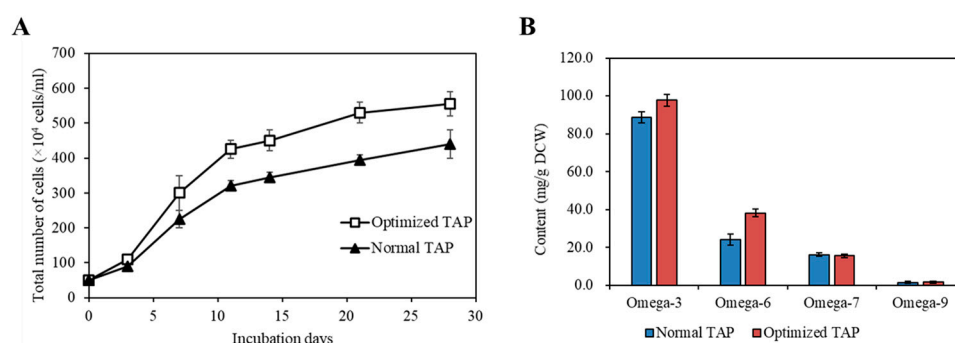 A
Total number of cells (×10⁴ cells/ml)
700
600
500
400
300
200
100
0
0
5
10
15
20
25
30
Incubation days
Optimized TAP
Normal TAP
B
Content (mg/g DCW)
120.0
100.0
80.0
60.0
40.0
20.0
0.0
Omega-3
Omega-6
Omega-7
Omega-9
Normal TAP
Optimized TAP